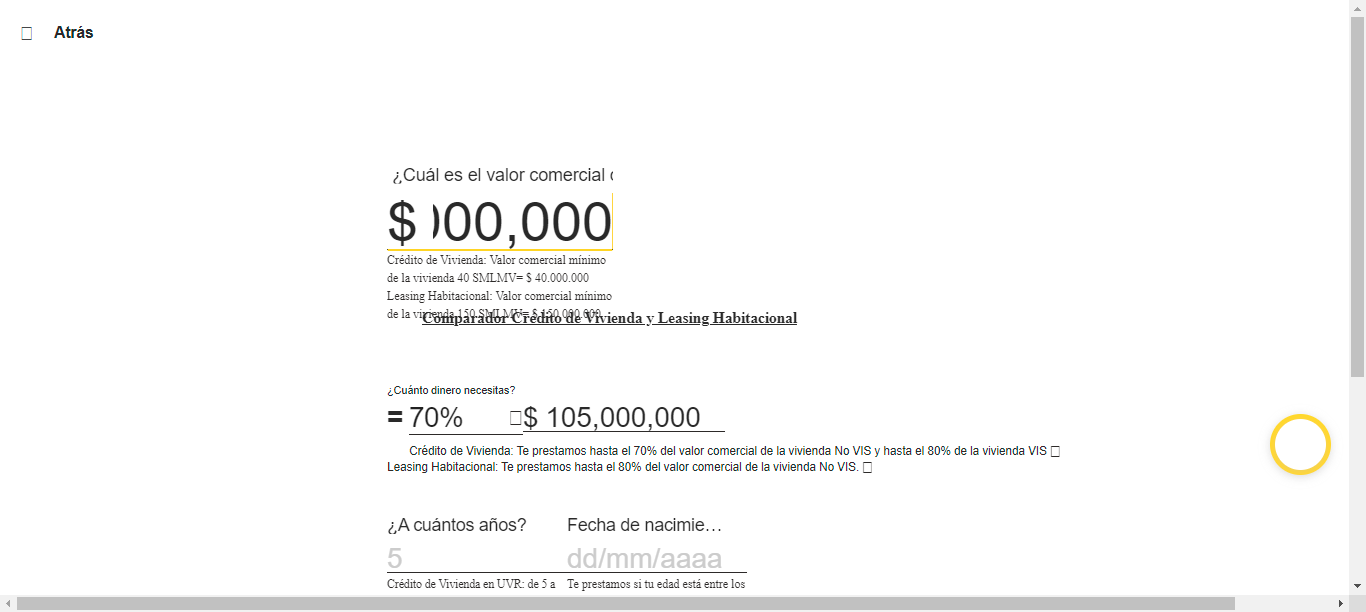 Atrás
¿Cuál es el valor comercial
$ 00,000
Crédito de Vivienda: Valor comercial mínimo
de la vivienda 40 SMLMV= $ 40.000.000
Leasing Habitacional: Valor comercial mínimo
de la vivienda 150 SMLMV= $ 150.000.000
Comparador Crédito de Vivienda y Leasing Habitacional
¿Cuánto dinero necesitas?
= 70% $ 105,000,000
Crédito de Vivienda: Te prestamos hasta el 70% del valor comercial de la vivienda No VIS y hasta el 80% de la vivienda VIS
Leasing Habitacional: Te prestamos hasta el 80% del valor comercial de la vivienda No VIS.
¿A cuántos años? Fecha de nacimie…
5 dd/mm/aaaa
Crédito de Vivienda en UVR: de 5 a Te prestamos si tu edad está entre los